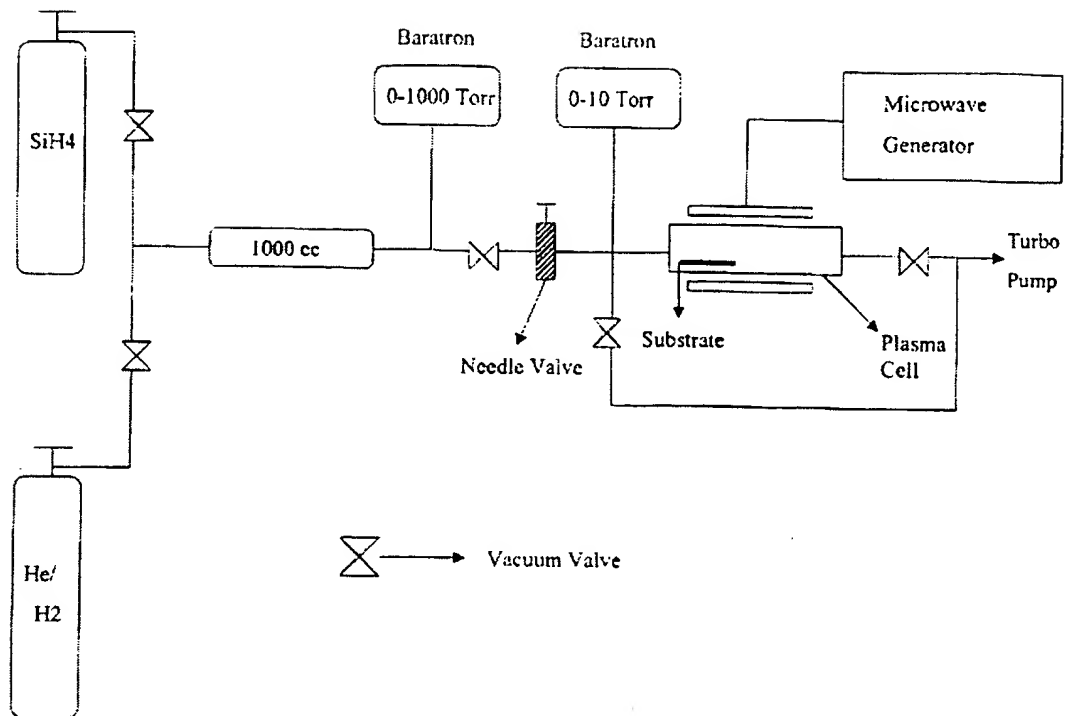 Baratron
Baratron
0-1000 Torr
0-10 Torr
Microwave
Generator
SiH4
1000 cc
Turbo
Pump
Substrate
Needle Valve
Plasma
Cell
Vacuum Valve
He/
H2